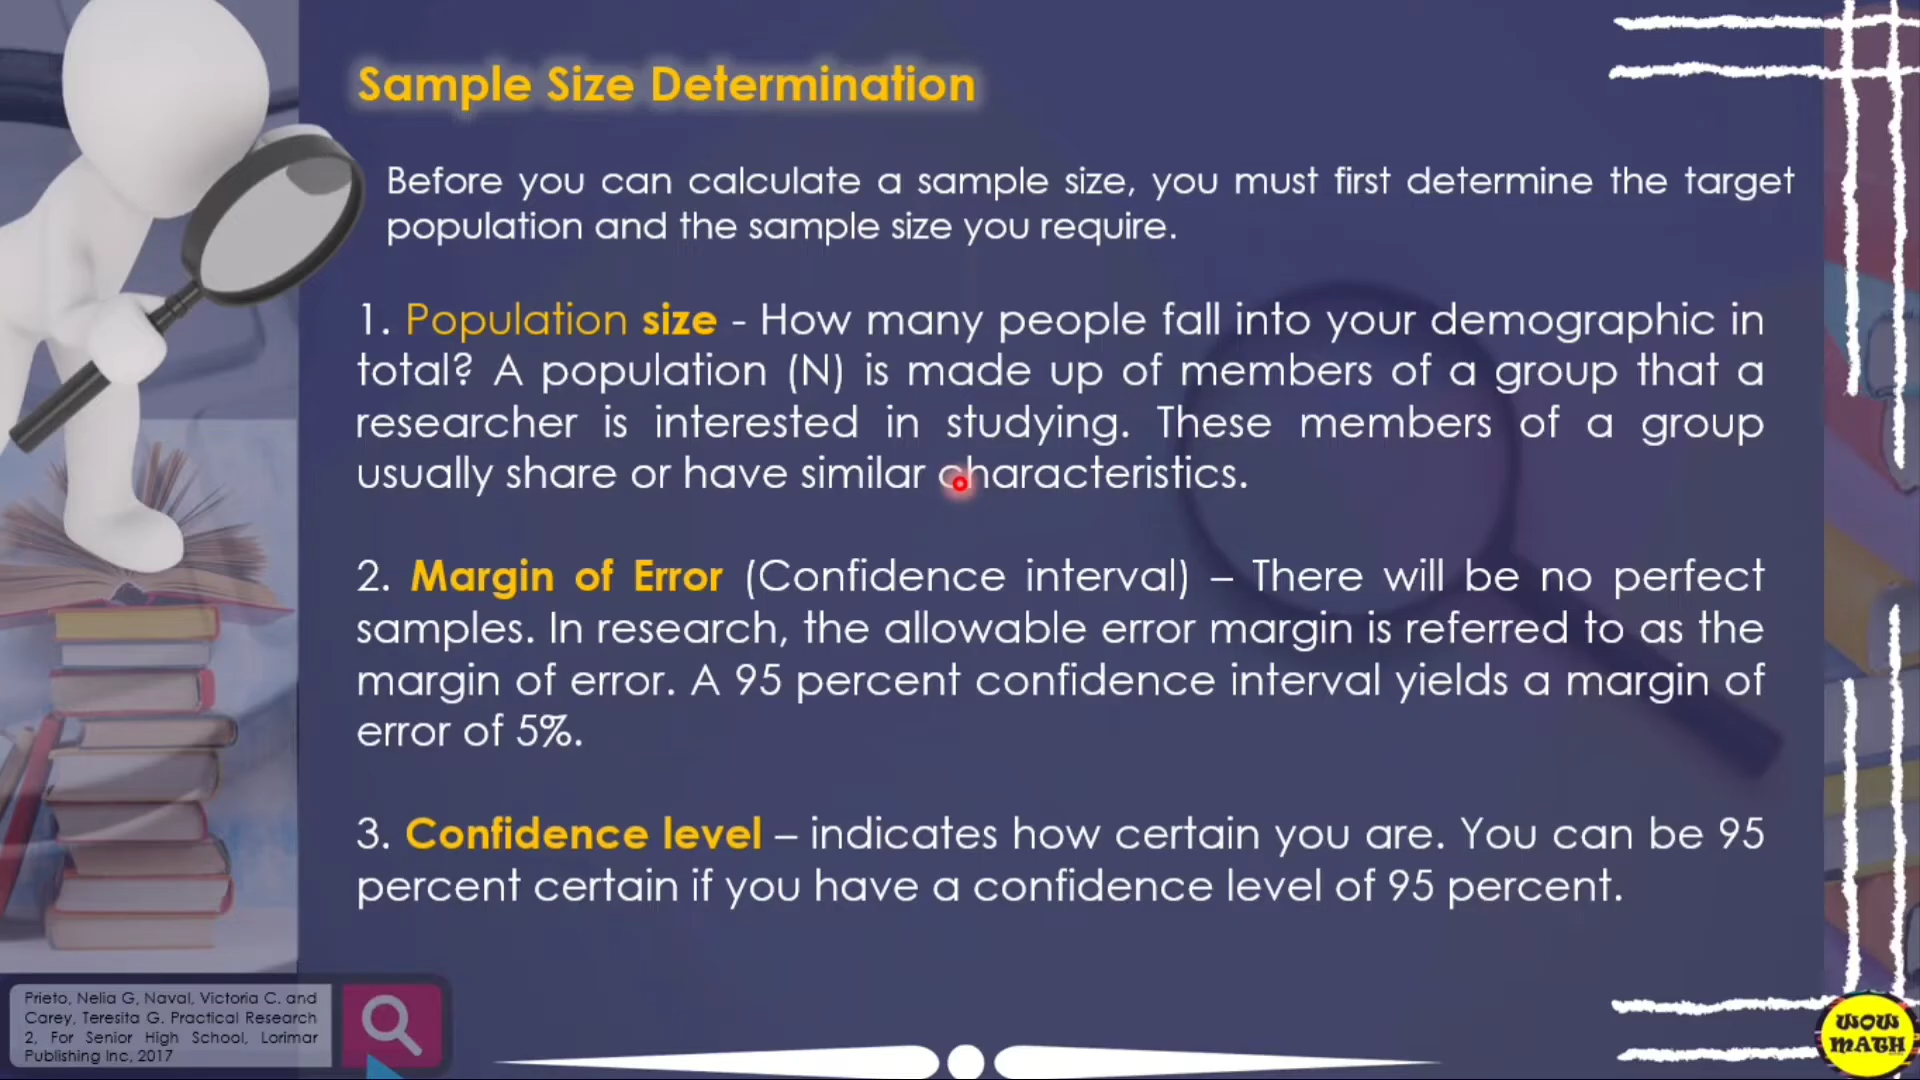 Sample Size Determination
Before you can calculate a sample size, you must first determine the target
population and the sample size you require.
1. Population size - How many people fall into your demographic in
total? A population (N) is made up of members of a group that a
researcher is interested in studying. These members of a group
usually share or have similar characteristics.
2. Margin of Error (Confidence interval) – There will be no perfect
samples. In research, the allowable error margin is referred to as the
margin of error. A 95 percent confidence interval yields a margin of
error of 5%.
3. Confidence level – indicates how certain you are. You can be 95
percent certain if you have a confidence level of 95 percent.
Prieto, Nelia G, Naval, Victoria C. and
Carey, Teresita G. Practical Research
2, For Senior High School, Lorimar
Publishing Inc, 2017
WOW
MATH